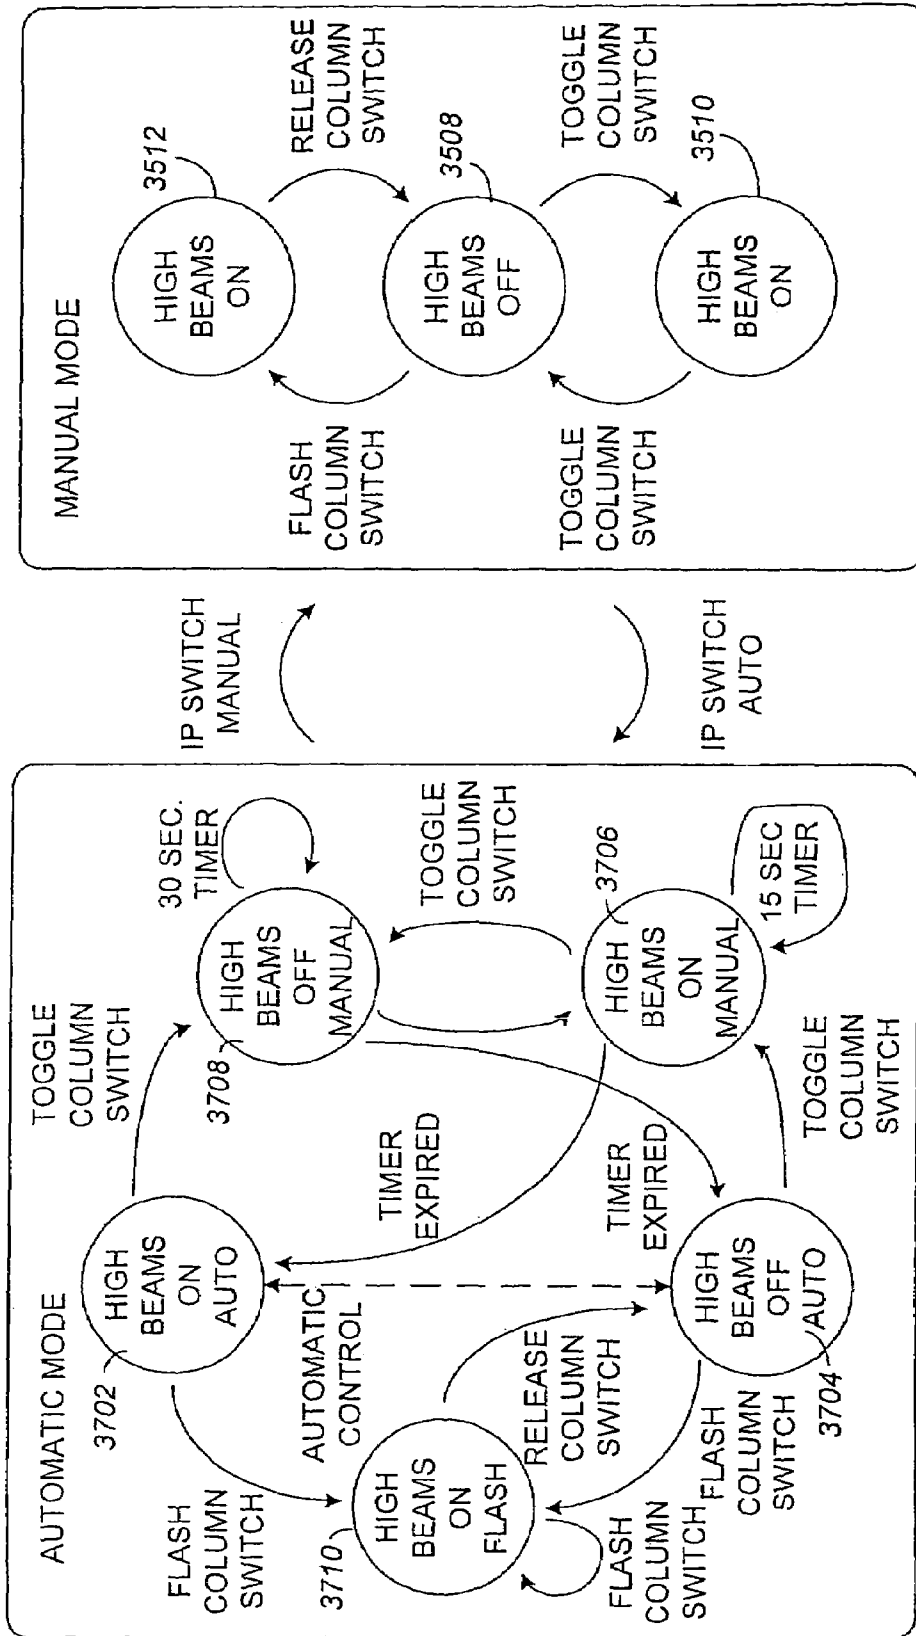 AUTOMATIC MODE
3702
HIGH
BEAMS
ON
AUTO
TOGGLE
COLUMN
SWITCH
30 SEC.
TIMER
3708
HIGH
BEAMS
OFF
MANUAL
FLASH
COLUMN
SWITCH
AUTOMATIC
CONTROL
TIMER
EXPIRED
TOGGLE
COLUMN
SWITCH
3710
HIGH
BEAMS
ON
FLASH
RELEASE
COLUMN
SWITCH
TIMER
EXPIRED
3706
HIGH
BEAMS
ON
MANUAL
15 SEC
TIMER
FLASH
COLUMN
SWITCH
FLASH
COLUMN
SWITCH
HIGH
BEAMS
OFF
AUTO
3704
TOGGLE
COLUMN
SWITCH
IP SWITCH
MANUAL
IP SWITCH
AUTO
MANUAL MODE
3512
HIGH
BEAMS
ON
FLASH
COLUMN
SWITCH
RELEASE
COLUMN
SWITCH
3508
HIGH
BEAMS
OFF
TOGGLE
COLUMN
SWITCH
TOGGLE
COLUMN
SWITCH
3510
HIGH
BEAMS
ON